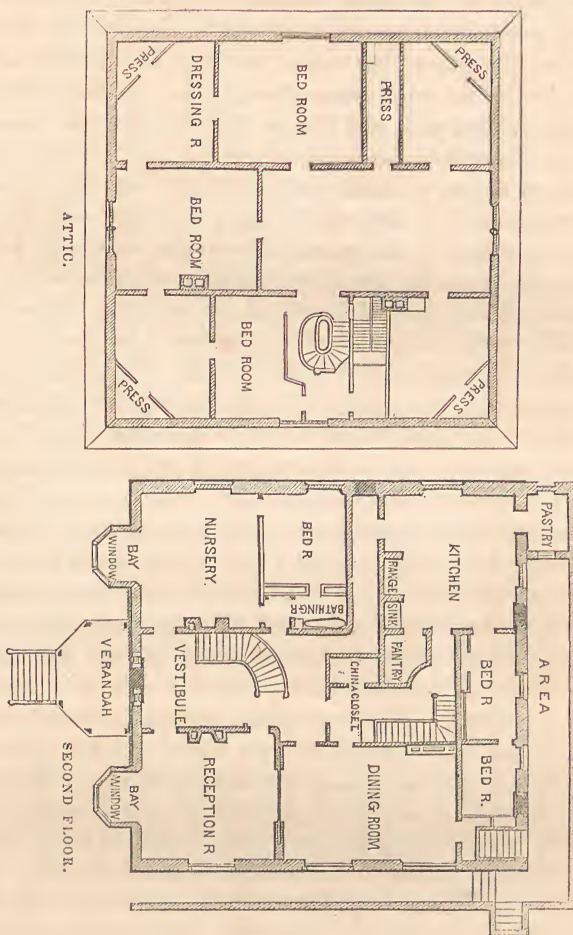 PRESS
DRESSING R
BED ROOM
PRESS
PRESS
BED ROOM
BED ROOM
PRESS
PRESS
ATTIC.
PASTRY
KITCHEN
RANGE
SINK
PANTRY
BED R
BED R.
AREA
NURSERY.
BED R
BATHING-R
CHINA CLOSET
DINING ROOM
VESTIBULE
RECEPTION R
BAY
WINDOW
VERANDAH
BAY
WINDOW
SECOND FLOOR.